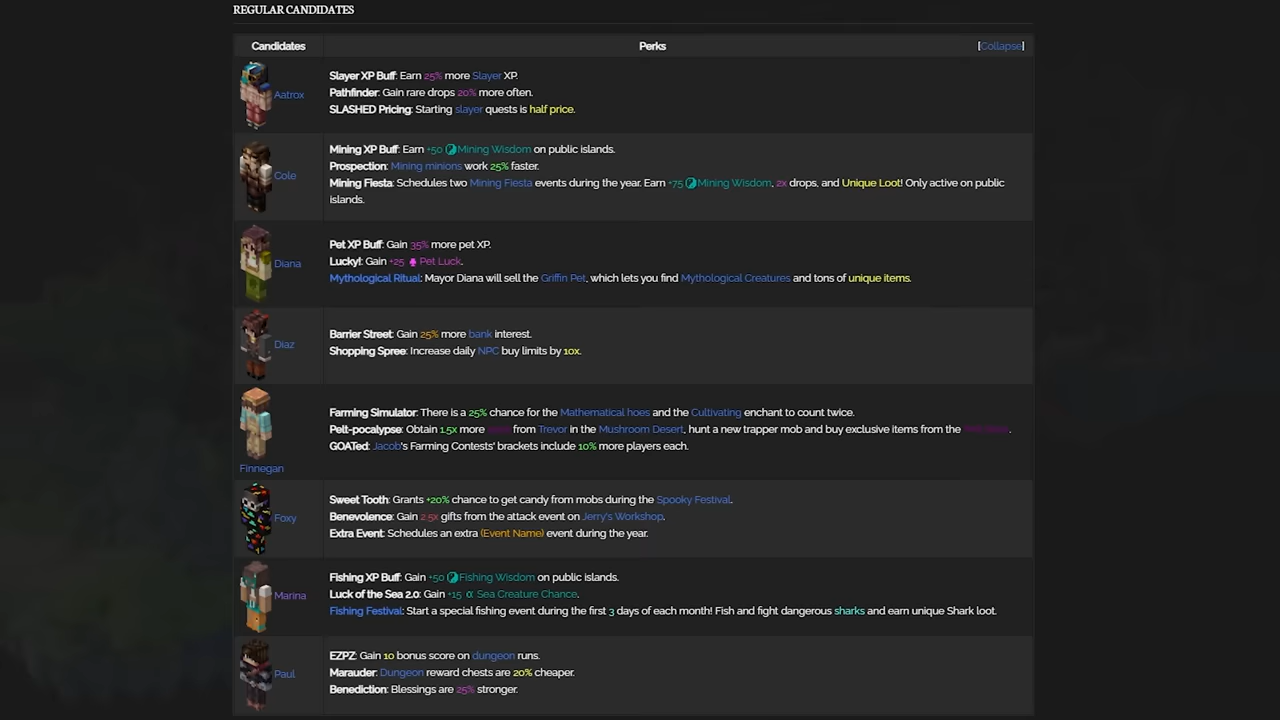 REGULAR CANDIDATES
Candidates Perks [Collapse]
Aatrox
Slayer XP Buff: Earn 25% more Slayer XP.
Pathfinder: Gain rare drops 20% more often.
SLASHED Pricing: Starting slayer quests is half price.
Cole
Mining XP Buff: Earn +50 Mining Wisdom on public islands.
Prospection: Mining minions work 25% faster.
Mining Fiesta: Schedules two Mining Fiesta events during the year. Earn +75 Mining Wisdom, 2x drops, and Unique Loot! Only active on public
islands.
Diana
Pet XP Buff: Gain 35% more pet XP.
Lucky!: Gain +25 Pet Luck.
Mythological Ritual: Mayor Diana will sell the Griffin Pet, which lets you find Mythological Creatures and tons of unique items.
Diaz
Barrier Street: Gain 25% more bank interest.
Shopping Spree: Increase daily NPC buy limits by 10x.
Finnegan
Farming Simulator: There is a 25% chance for the Mathematical hoes and the Cultivating enchant to count twice.
Pelt-pocalypse: Obtain 1.5x more from Trevor in the Mushroom Desert, hunt a new trapper mob and buy exclusive items from the .
GOATed: Jacob's Farming Contests' brackets include 10% more players each.
Foxy
Sweet Tooth: Grants +20% chance to get candy from mobs during the Spooky Festival.
Benevolence: Gain 2.5x gifts from the attack event on Jerry's Workshop.
Extra Event: Schedules an extra (Event Name) event during the year.
Marina
Fishing XP Buff: Gain +50 Fishing Wisdom on public islands.
Luck of the Sea 2.0: Gain +15 α Sea Creature Chance.
Fishing Festival: Start a special fishing event during the first 3 days of each month! Fish and fight dangerous sharks and earn unique Shark loot.
Paul
EZPZ: Gain 10 bonus score on dungeon runs.
Marauder: Dungeon reward chests are 20% cheaper.
Benediction: Blessings are 25% stronger.